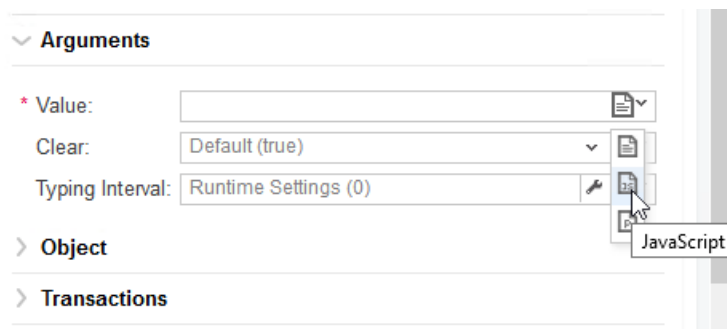 Arguments
* Value:
Clear: Default (true)
Typing Interval: Runtime Settings (0)
JavaScript
Object
Transactions